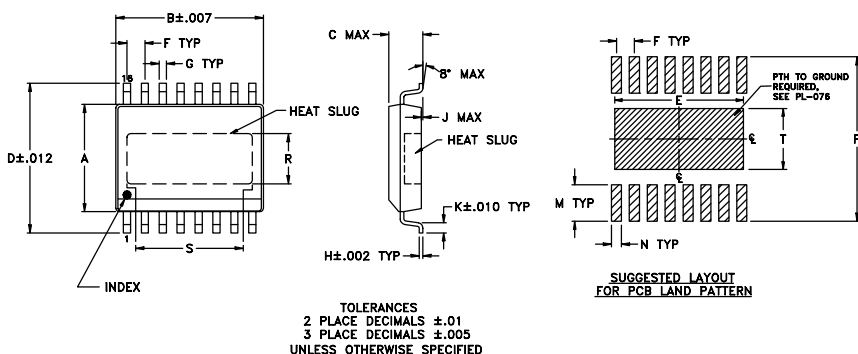 B±.007
F TYP
G TYP
16
HEAT SLUG
D±.012
A
R
S
1
INDEX
C MAX
8° MAX
J MAX
HEAT SLUG
K±.010 TYP
H±.002 TYP
F TYP
PTH TO GROUND
REQUIRED,
SEE PL-076
E
℄
T
P
℄
M TYP
N TYP
SUGGESTED LAYOUT
FOR PCB LAND PATTERN
TOLERANCES
2 PLACE DECIMALS ±.01
3 PLACE DECIMALS ±.005
UNLESS OTHERWISE SPECIFIED